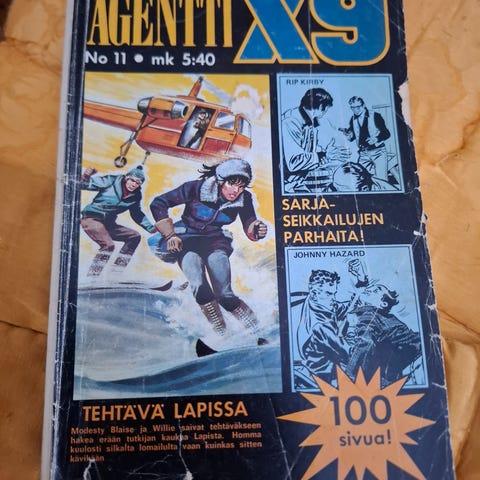 AGENTTI X9
No 11 • mk 5:40
RIP KIRBY
SARJA-
SEIKKAILUJEN
PARHAITA!
JOHNNY HAZARD
TEHTÄVÄ LAPISSA
Modesty Blaise ja Willie saivat tehtäväkseen
hakea erään tutkijan kaukaa Lapista. Homma
kuulosti silkalta lomailulta vaan kuinkas sitten
kävikään
100
sivua!